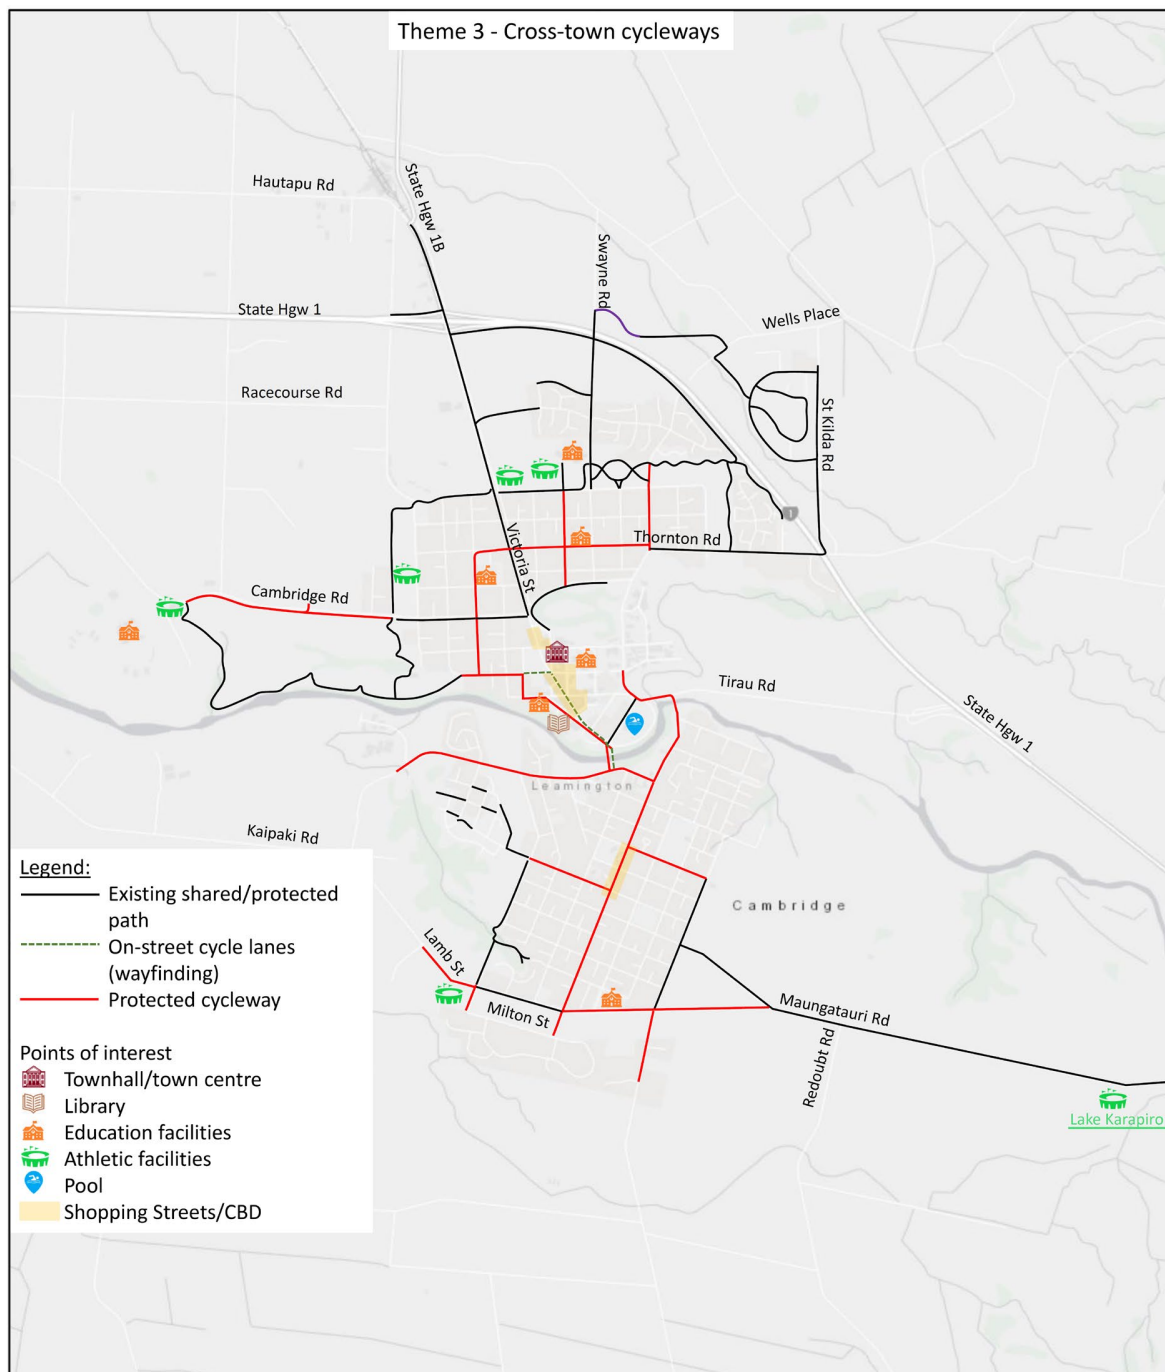 Theme 3 - Cross-town cycleways
Hautapu Rd
State Hgw 1B
Swayne Rd
State Hgw 1
Wells Place
Racecourse Rd
St Kilda Rd
1
Victoria St
Thornton Rd
Cambridge Rd
Tirau Rd
State Hgw 1
Leamington
Kaipaki Rd
Cambridge
Lamb St
Milton St
Maungatauri Rd
Redoubt Rd
Lake Karapiro
Legend:
Existing shared/protected
path
On-street cycle lanes
(wayfinding)
Protected cycleway
Points of interest
Townhall/town centre
Library
Education facilities
Athletic facilities
Pool
Shopping Streets/CBD